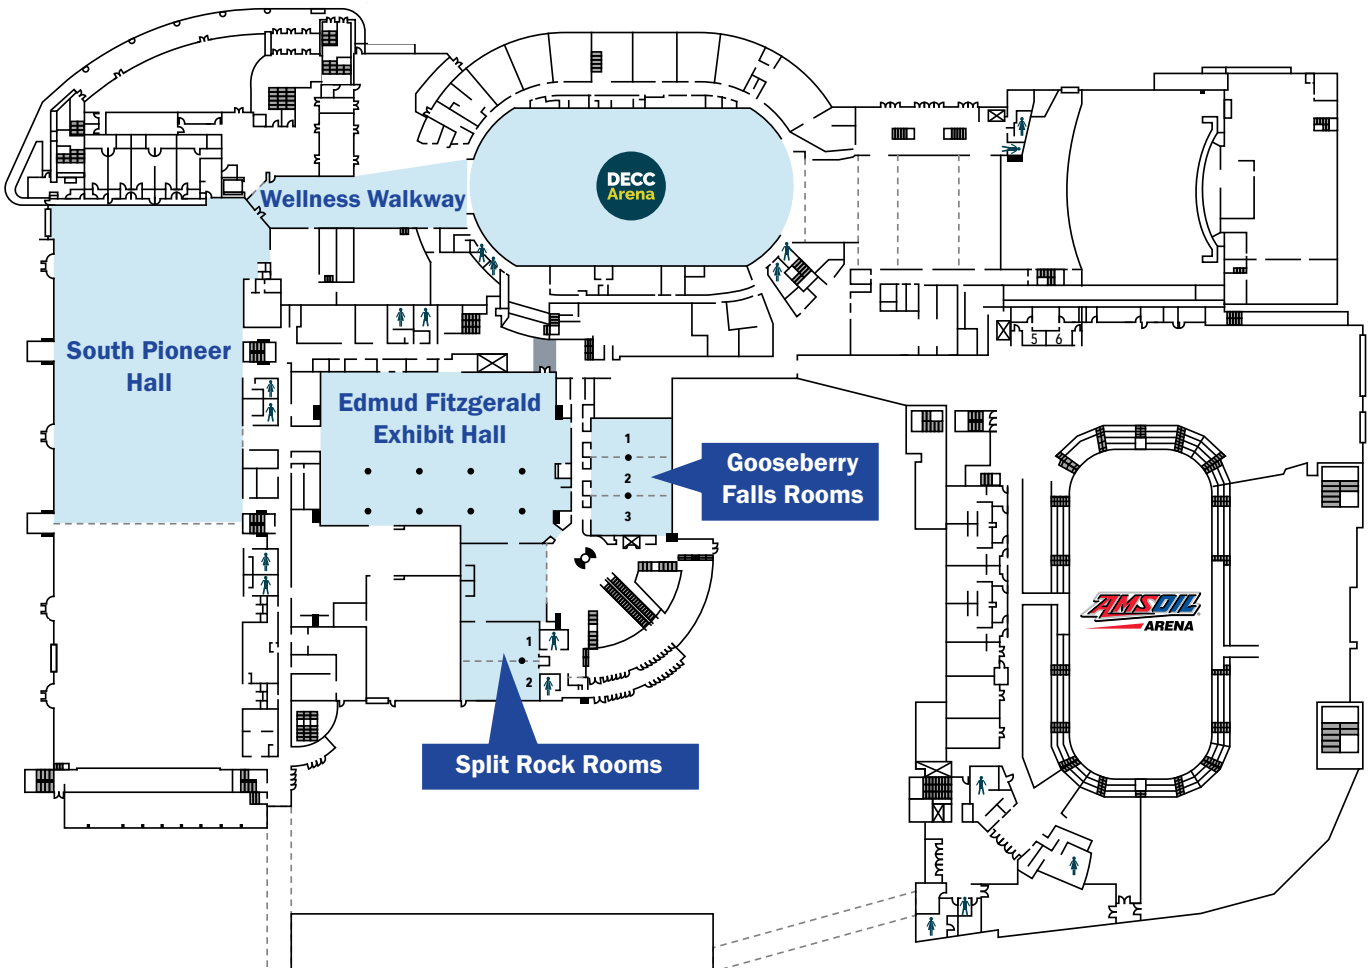 DECC
Arena
Wellness Walkway
South Pioneer
Hall
5 6
Edmud Fitzgerald
Exhibit Hall
1
2
3
Gooseberry
Falls Rooms
AMSOIL
ARENA
1
2
Split Rock Rooms